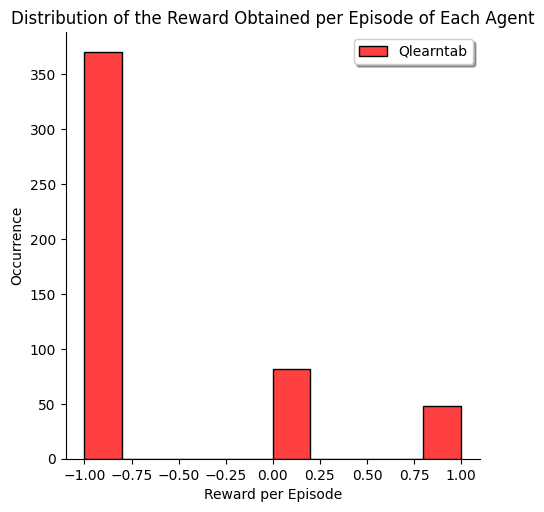 Distribution of the Reward Obtained per Episode of Each Agent
Qlearntab
Occurrence
350
300
250
200
150
100
50
0
−1.00 −0.75 −0.50 −0.25 0.00 0.25 0.50 0.75 1.00
Reward per Episode